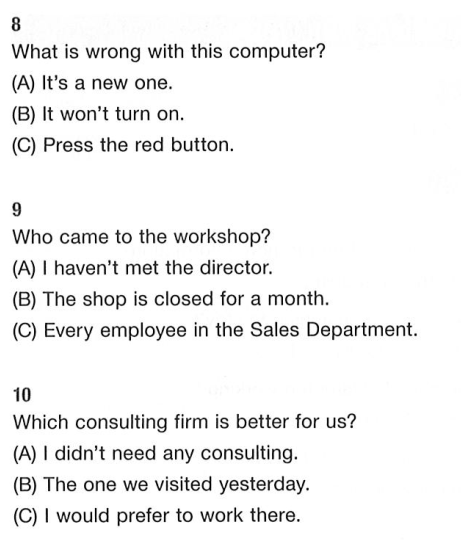 8
What is wrong with this computer?
(A) It's a new one.
(B) It won't turn on.
(C) Press the red button.
9
Who came to the workshop?
(A) I haven't met the director.
(B) The shop is closed for a month.
(C) Every employee in the Sales Department.
10
Which consulting firm is better for us?
(A) I didn't need any consulting.
(B) The one we visited yesterday.
(C) I would prefer to work there.